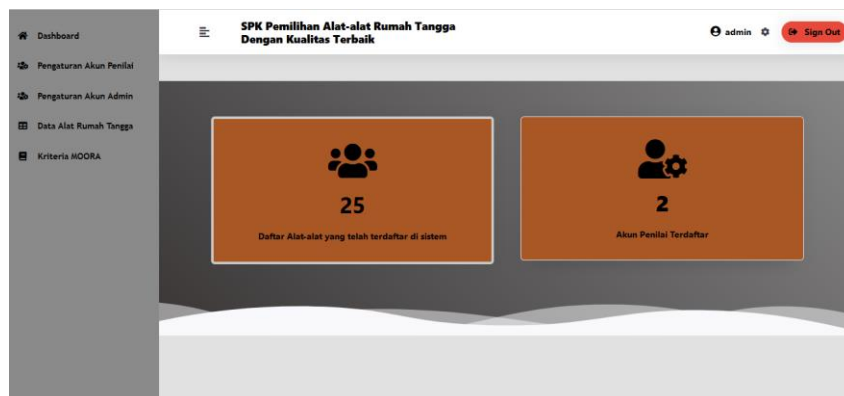 Dashboard
Pengaturan Akun Penilai
Pengaturan Akun Admin
Data Alat Rumah Tangga
Kriteria MOORA
SPK Pemilihan Alat-alat Rumah Tangga
Dengan Kualitas Terbaik
admin
Sign Out
25
Daftar Alat-alat yang telah terdaftar di sistem
2
Akun Penilai Terdaftar